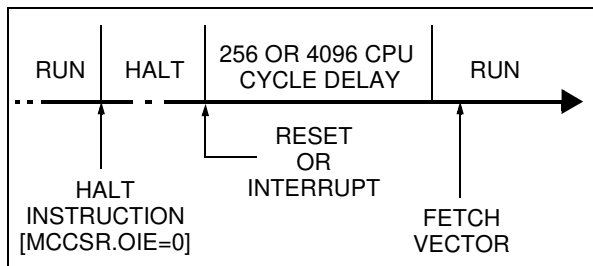 RUN
HALT
256 OR 4096 CPU
CYCLE DELAY
RUN
RESET
OR
INTERRUPT
HALT
INSTRUCTION
[MCCSR.OIE=0]
FETCH
VECTOR